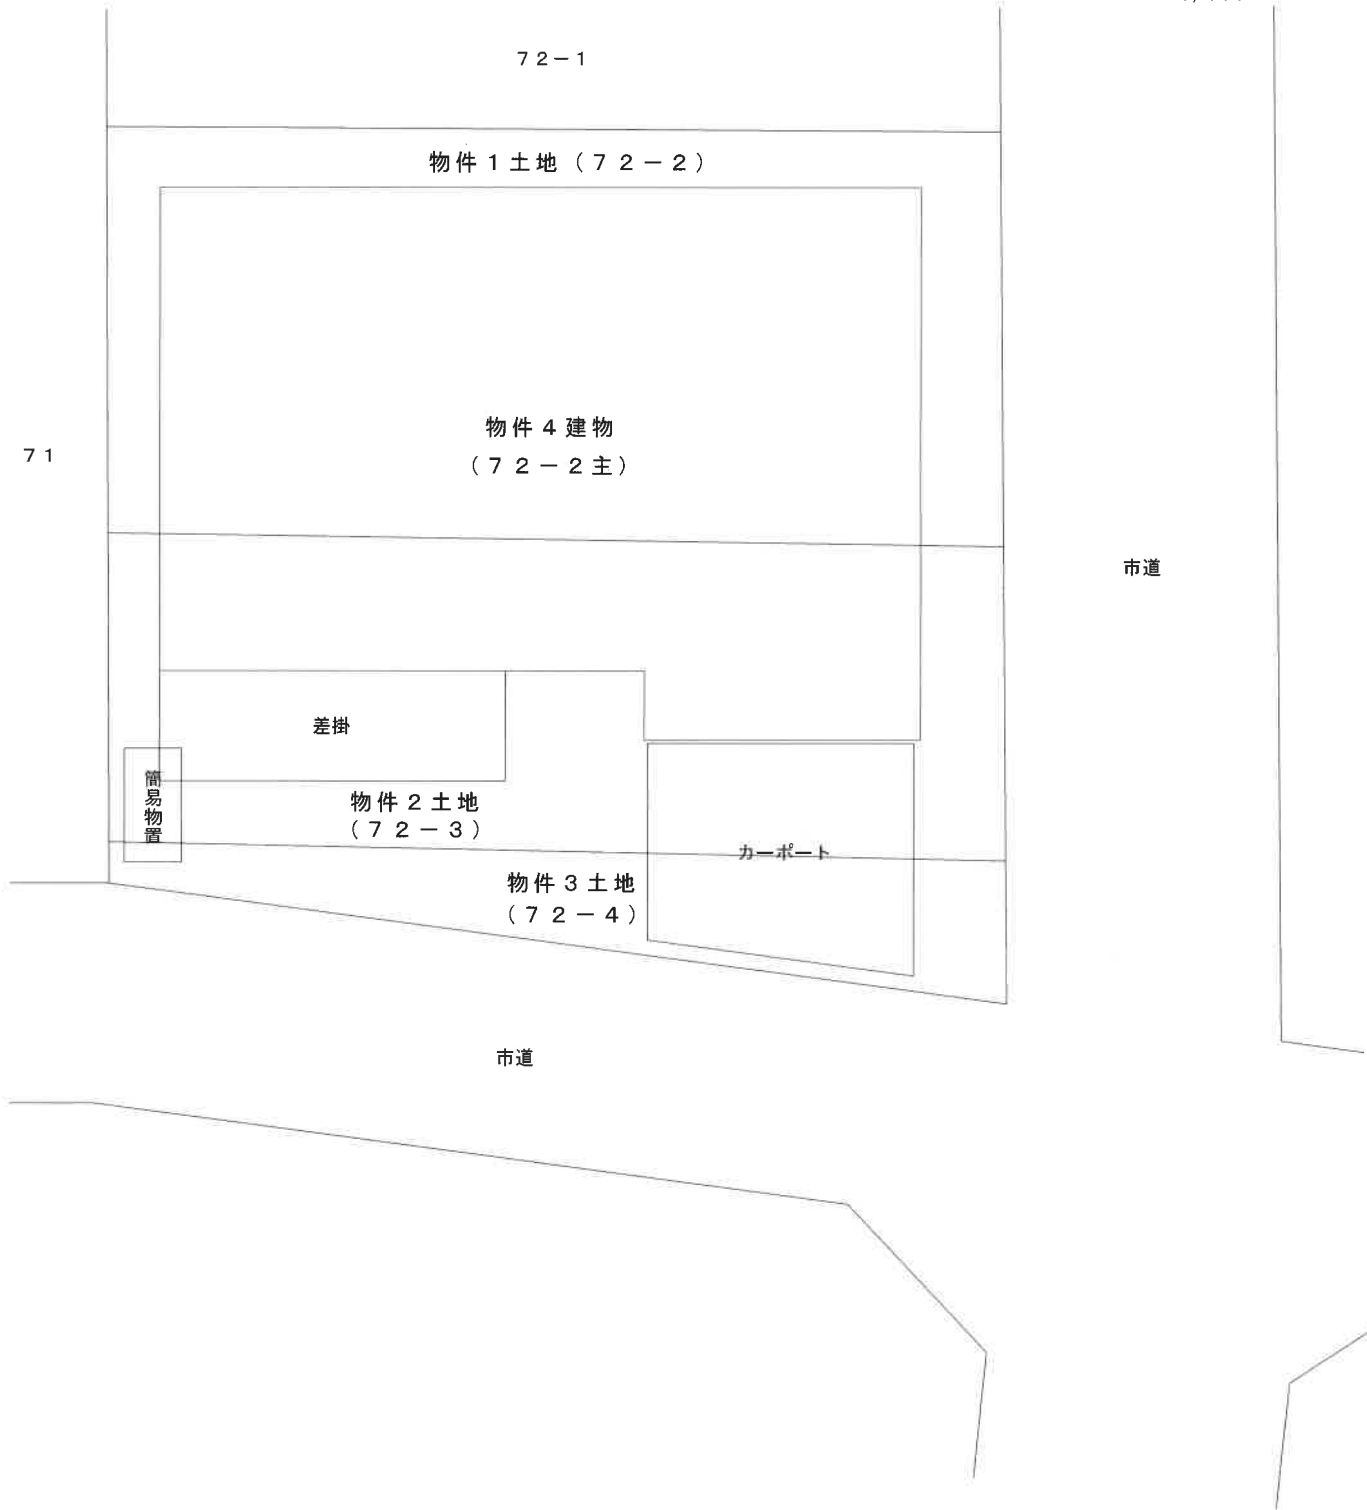 ７２－１
物件１土地（７２－２）
物件４建物
（７２－２主）
７１
市道
差掛
簡易物置
物件２土地
（７２－３）
カーポート
物件３土地
（７２－４）
市道